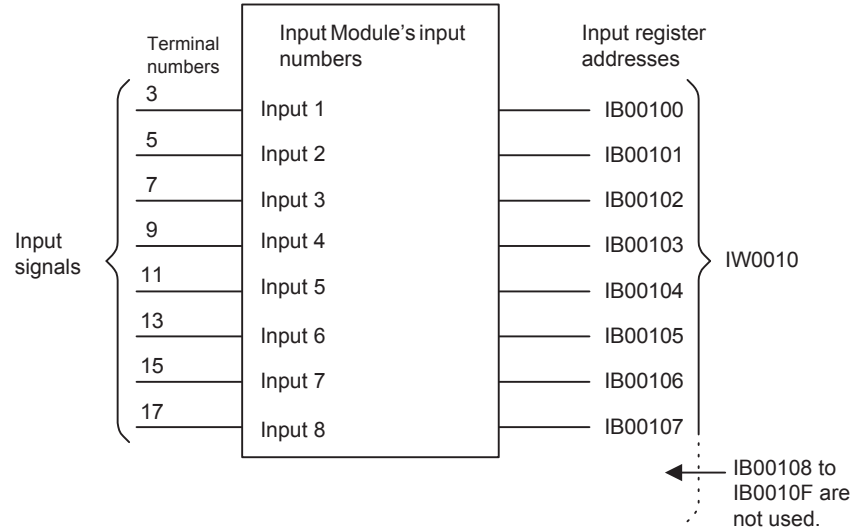 Terminal
numbers
Input Module's input
numbers
Input register
addresses
3
Input 1
IB00100
5
Input 2
IB00101
7
Input 3
IB00102
9
Input 4
IB00103
Input
signals
IW0010
11
Input 5
IB00104
13
Input 6
IB00105
15
Input 7
IB00106
17
Input 8
IB00107
IB00108 to
IB0010F are
not used.